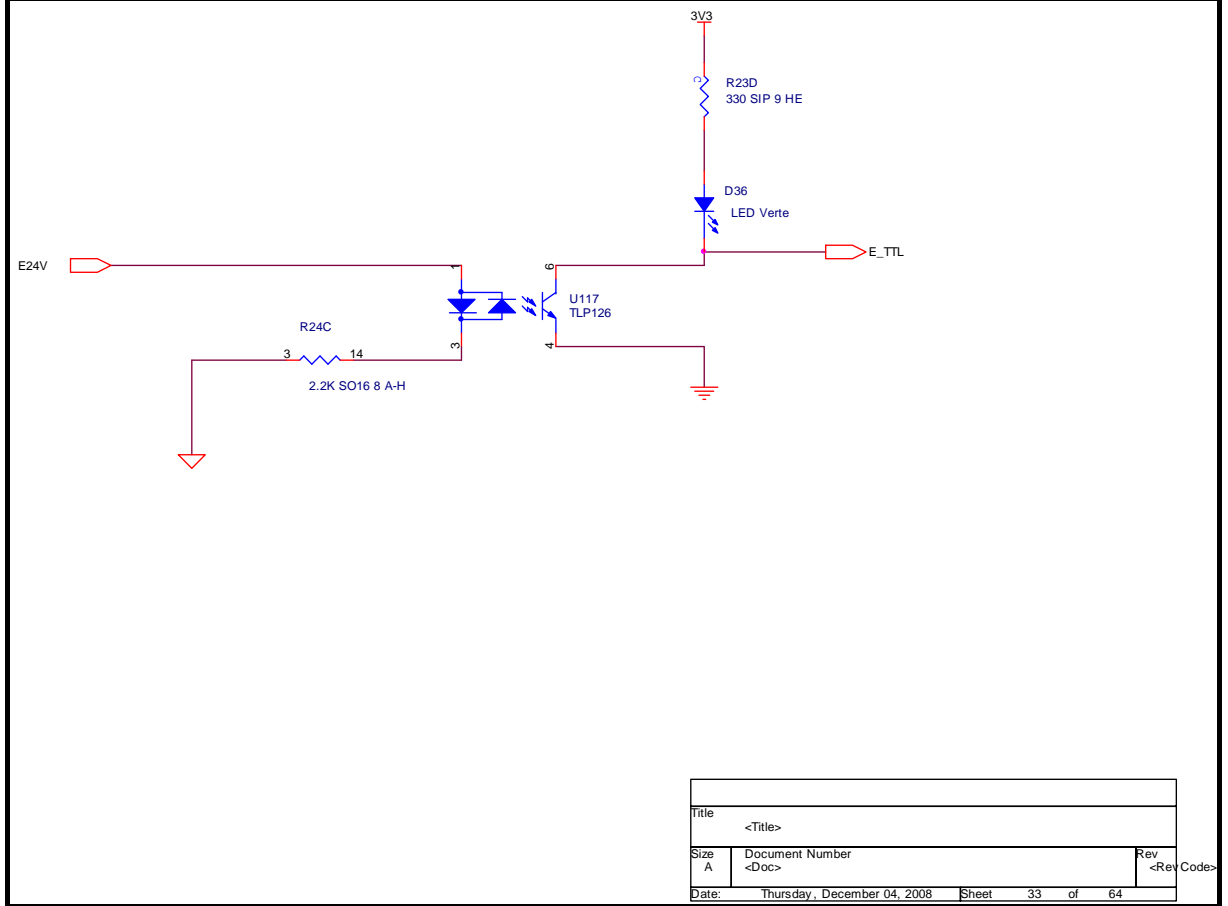 3V3
R23D
330 SIP 9 HE
D36
LED Verte
E24V
E_TTL
1
6
U117
TLP126
R24C
3
4
3
14
2.2K SO16 8 A-H
Title
<Title>
Size
Document Number
Rev
A
<Doc>
<RevCode>
Date:
Thursday, December 04, 2008
Sheet
33
of
64